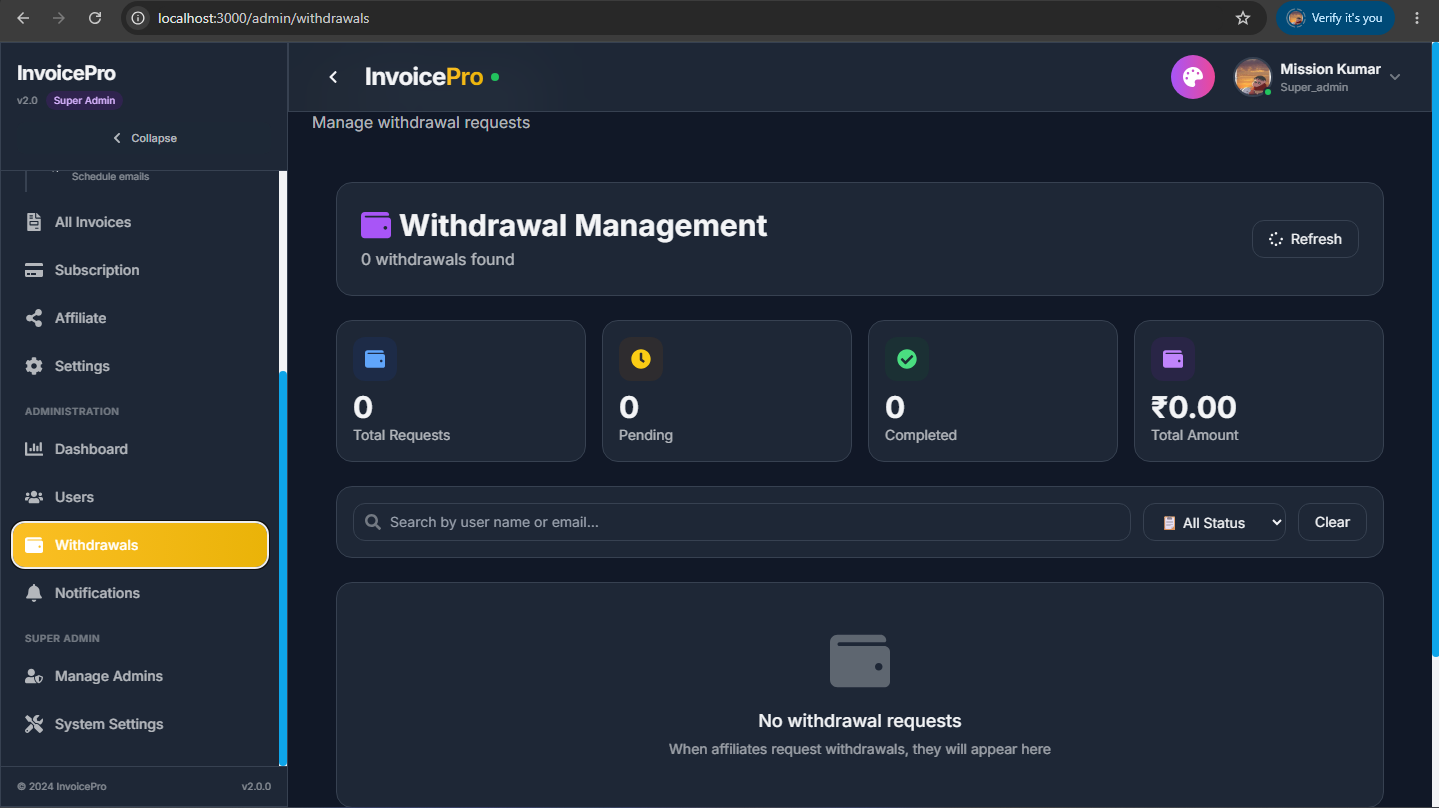 localhost:3000/admin/withdrawals
Verify it's you
InvoicePro
v2.0 Super Admin
Collapse
Schedule emails
All Invoices
Subscription
Affiliate
Settings
ADMINISTRATION
Dashboard
Users
Withdrawals
Notifications
SUPER ADMIN
Manage Admins
System Settings
© 2024 InvoicePro v2.0.0
InvoicePro
Mission Kumar
Super_admin
Manage withdrawal requests
Withdrawal Management
0 withdrawals found
Refresh
0
Total Requests
0
Pending
0
Completed
₹0.00
Total Amount
Search by user name or email...
All Status
Clear
No withdrawal requests
When affiliates request withdrawals, they will appear here